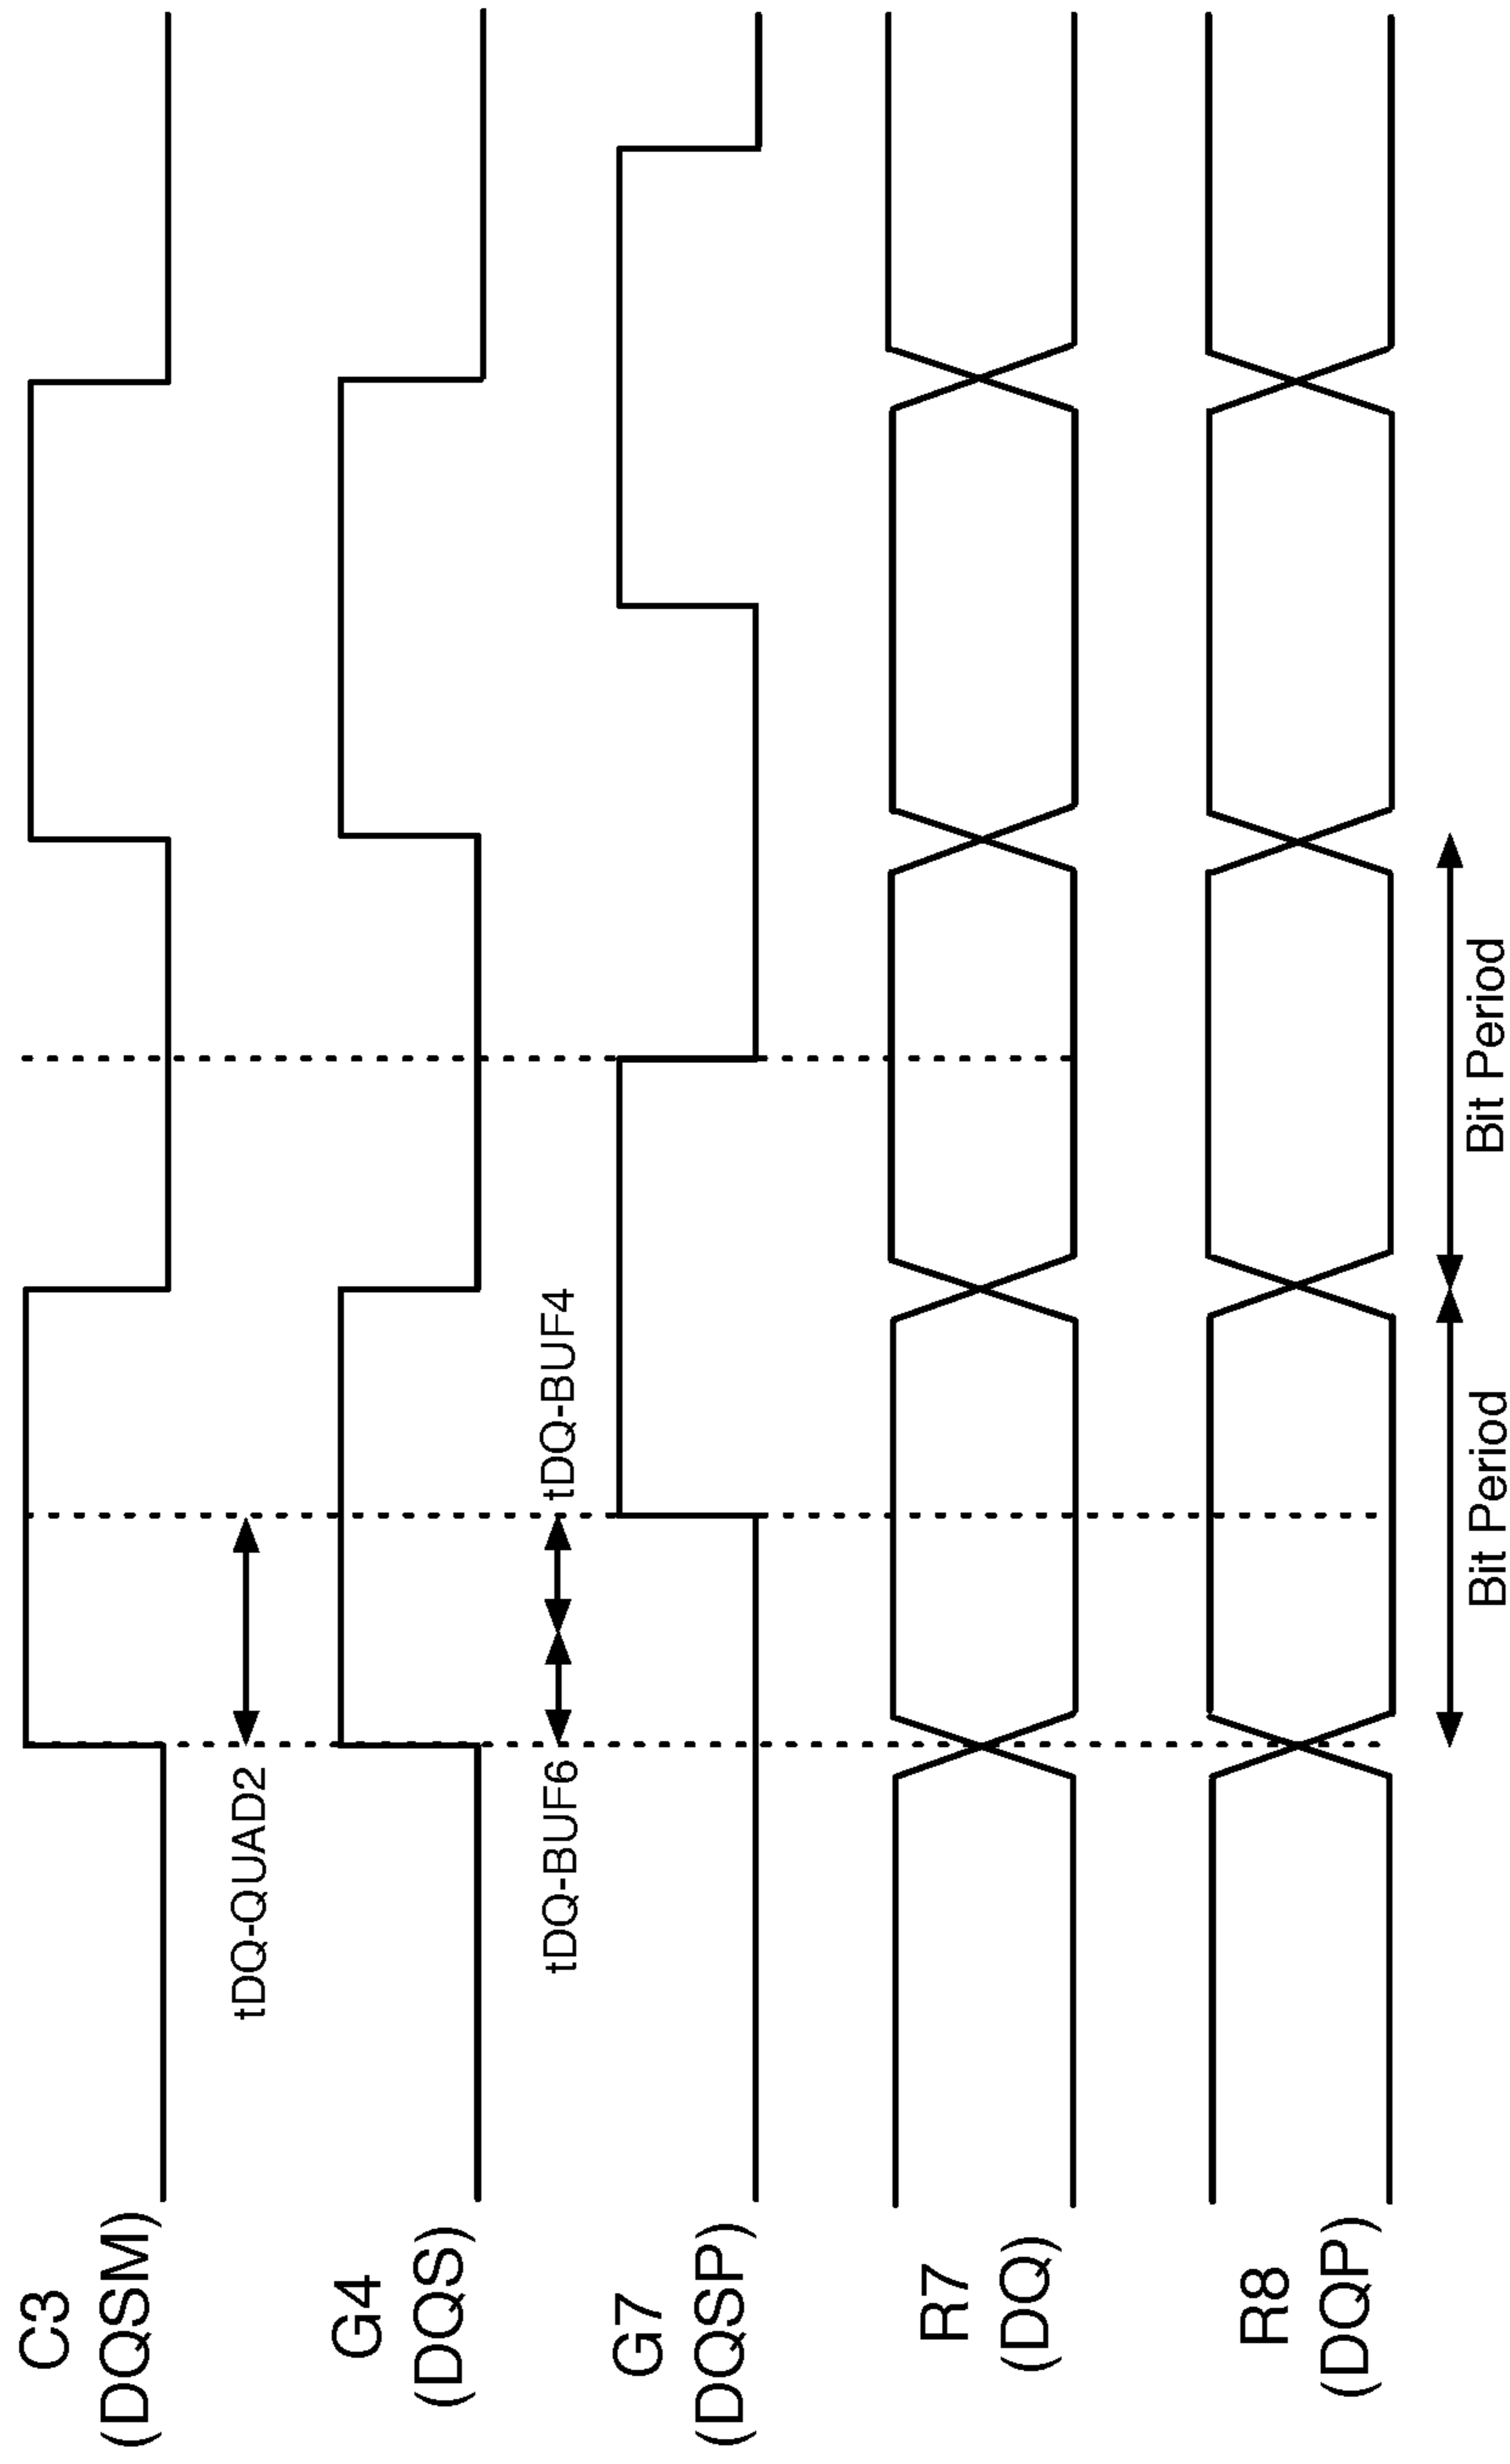 C3
(DQSM)
tDQ-QUAD2
G4
(DQS)
tDQ-BUF6
tDQ-BUF4
G7
(DQSP)
R7
(DQ)
R8
(DQP)
Bit Period
Bit Period